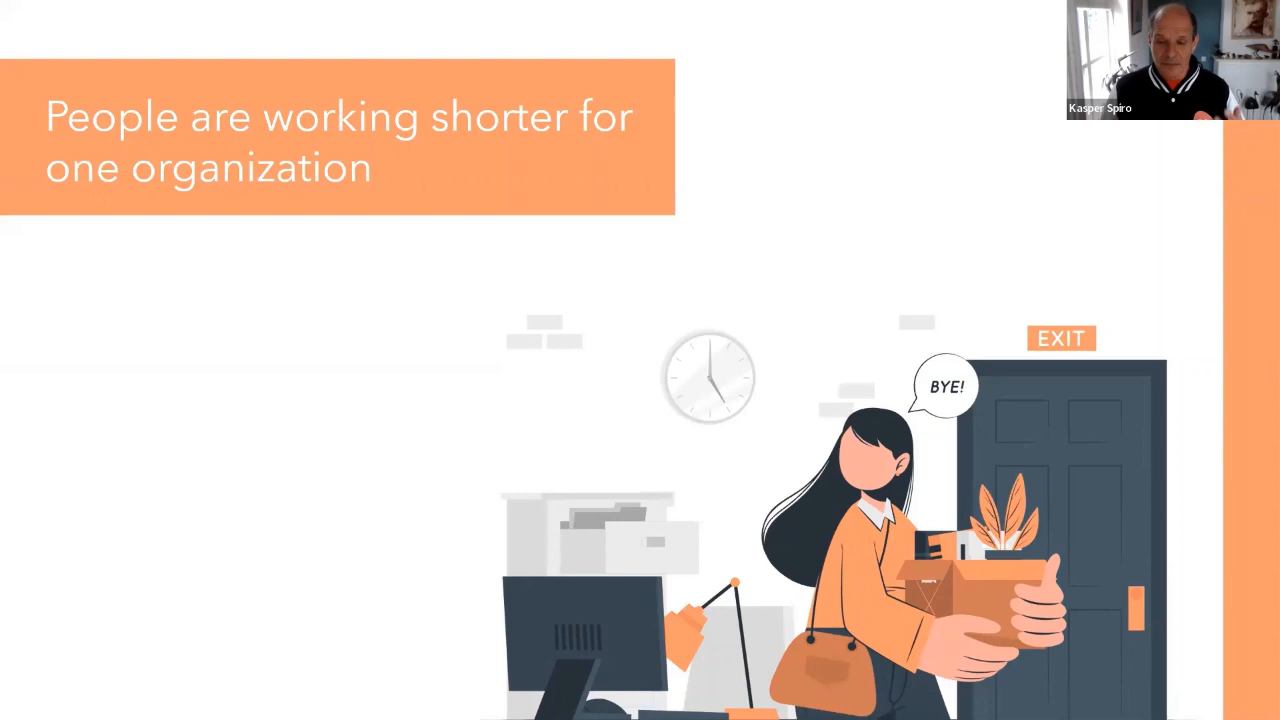 People are working shorter for
one organization
Kasper Spiro
EXIT
BYE!